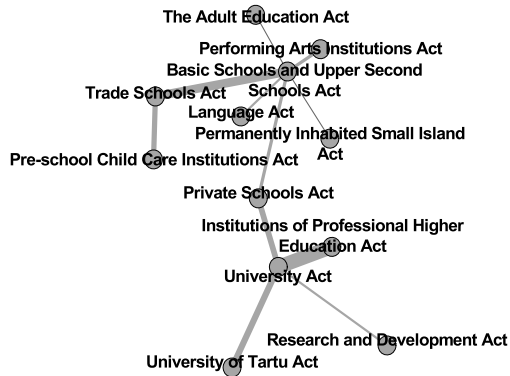 The Adult Education Act
Performing Arts Institutions Act
Basic Schools and Upper Second
Schools Act
Trade Schools Act
Language Act
Permanently Inhabited Small Island
Act
Pre-school Child Care Institutions Act
Private Schools Act
Institutions of Professional Higher
Education Act
University Act
Research and Development Act
University of Tartu Act